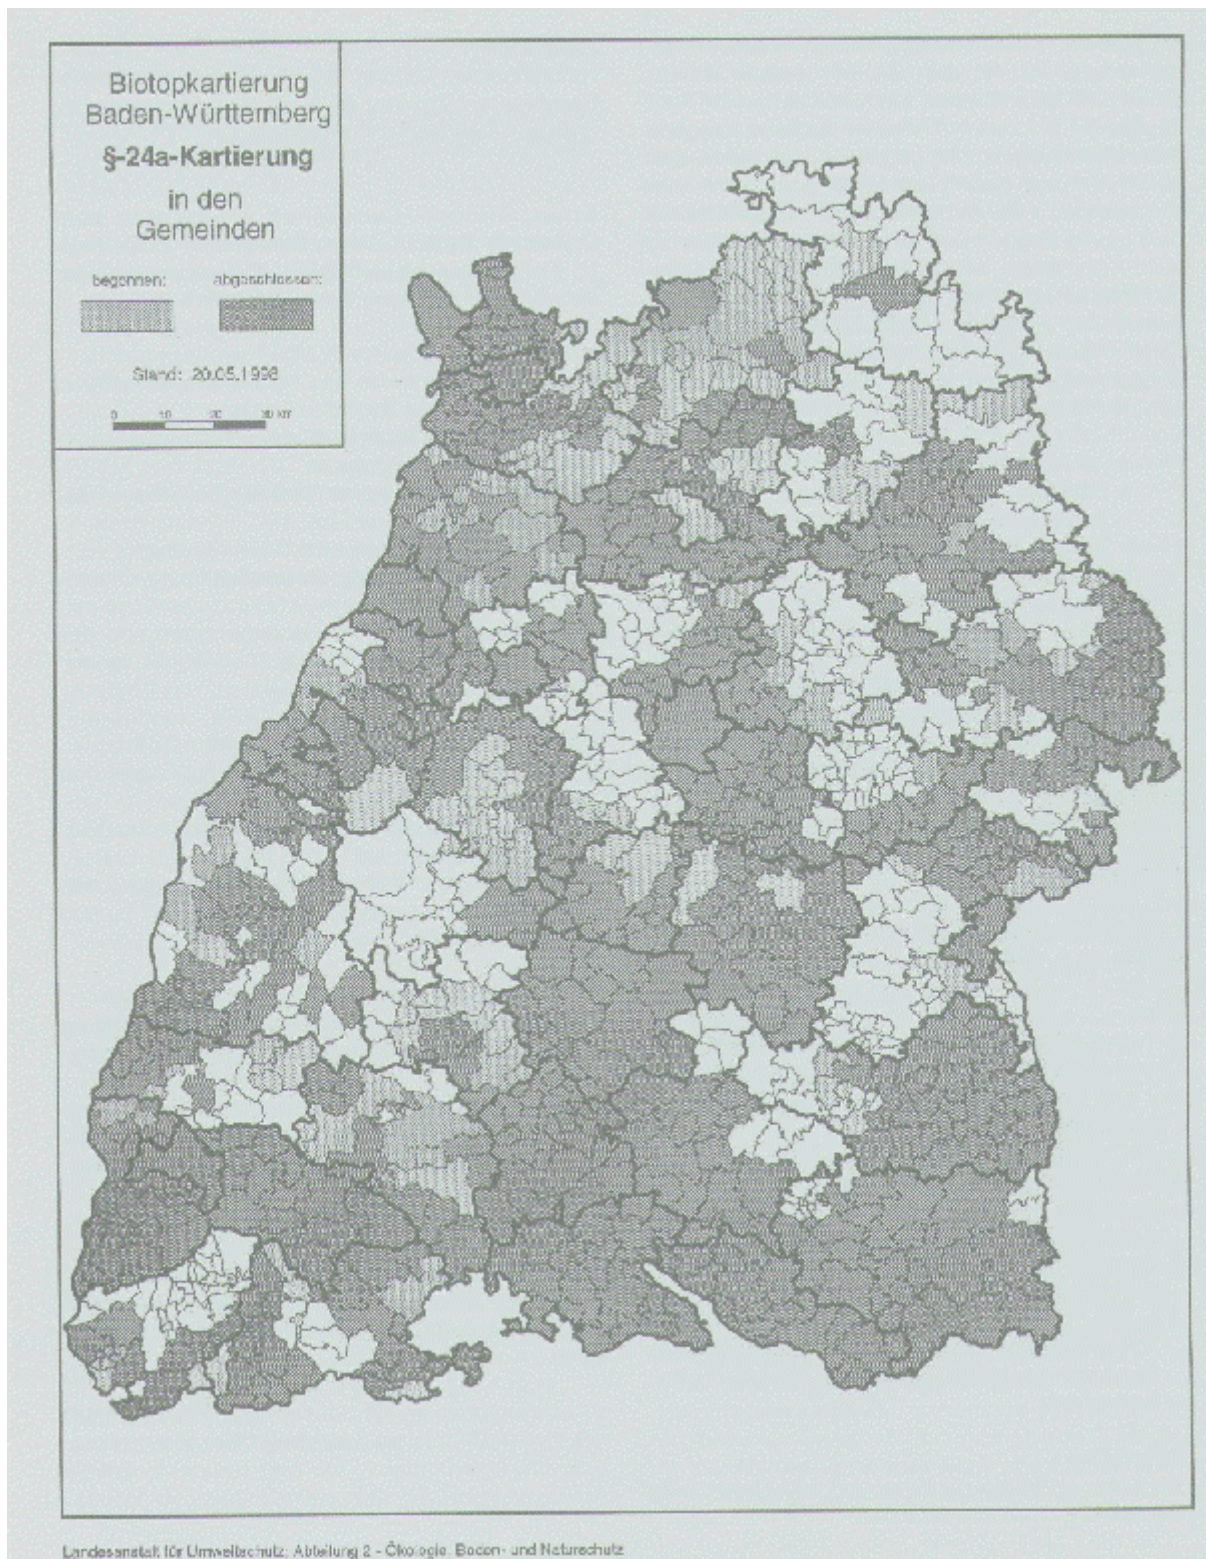 Biotopkartierung
Baden-Württemberg
§-24a-Kartierung
in den
Gemeinden
begonnen: abgeschlossen:
Stand: 20.05.1998
0 10 20 30 km
Landesanstalt für Umweltschutz; Abteilung 2 - Ökologie, Boden- und Naturschutz